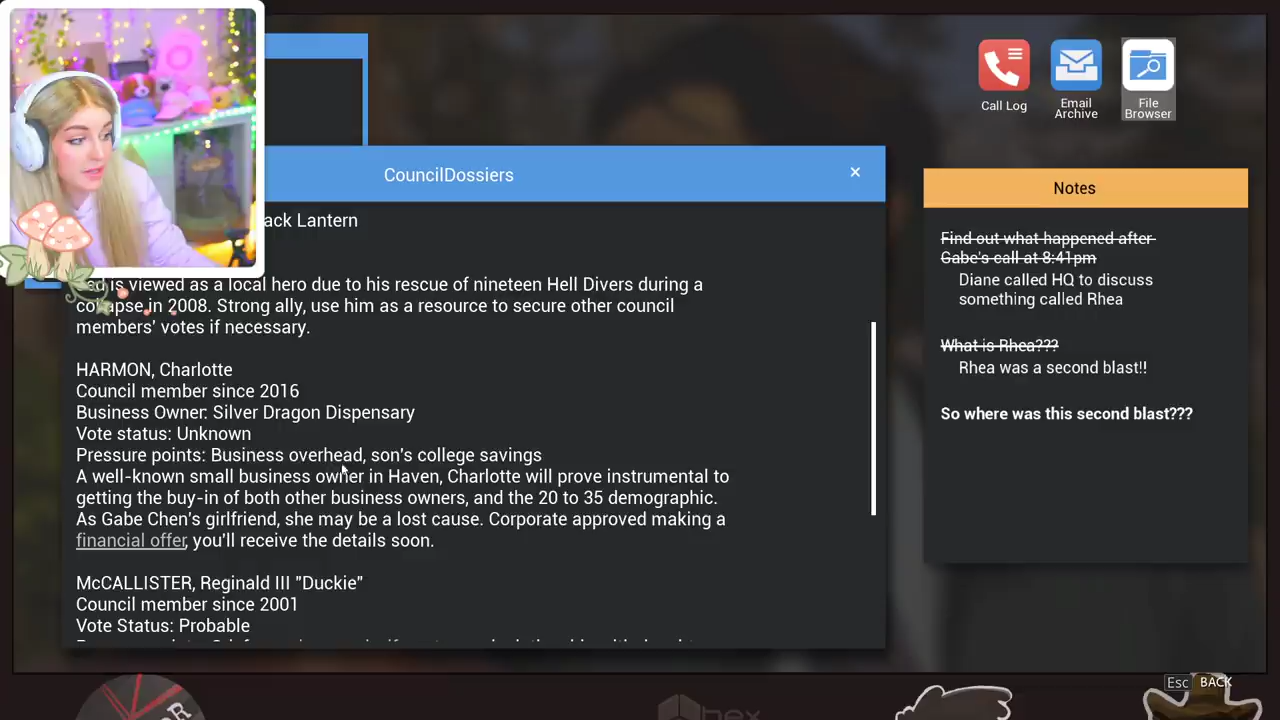 Call Log
Email
Archive
File
Browser
CouncilDossiers
×
ack Lantern
is viewed as a local hero due to his rescue of nineteen Hell Divers during a
collapse in 2008. Strong ally, use him as a resource to secure other council
members' votes if necessary.
HARMON, Charlotte
Council member since 2016
Business Owner: Silver Dragon Dispensary
Vote status: Unknown
Pressure points: Business overhead, son's college savings
A well-known small business owner in Haven, Charlotte will prove instrumental to
getting the buy-in of both other business owners, and the 20 to 35 demographic.
As Gabe Chen's girlfriend, she may be a lost cause. Corporate approved making a
financial offer, you'll receive the details soon.
McCALLISTER, Reginald III "Duckie"
Council member since 2001
Vote Status: Probable
Notes
Find out what happened after
Gabe's call at 8:41pm
Diane called HQ to discuss
something called Rhea
What is Rhea???
Rhea was a second blast!!
So where was this second blast???
Esc BACK